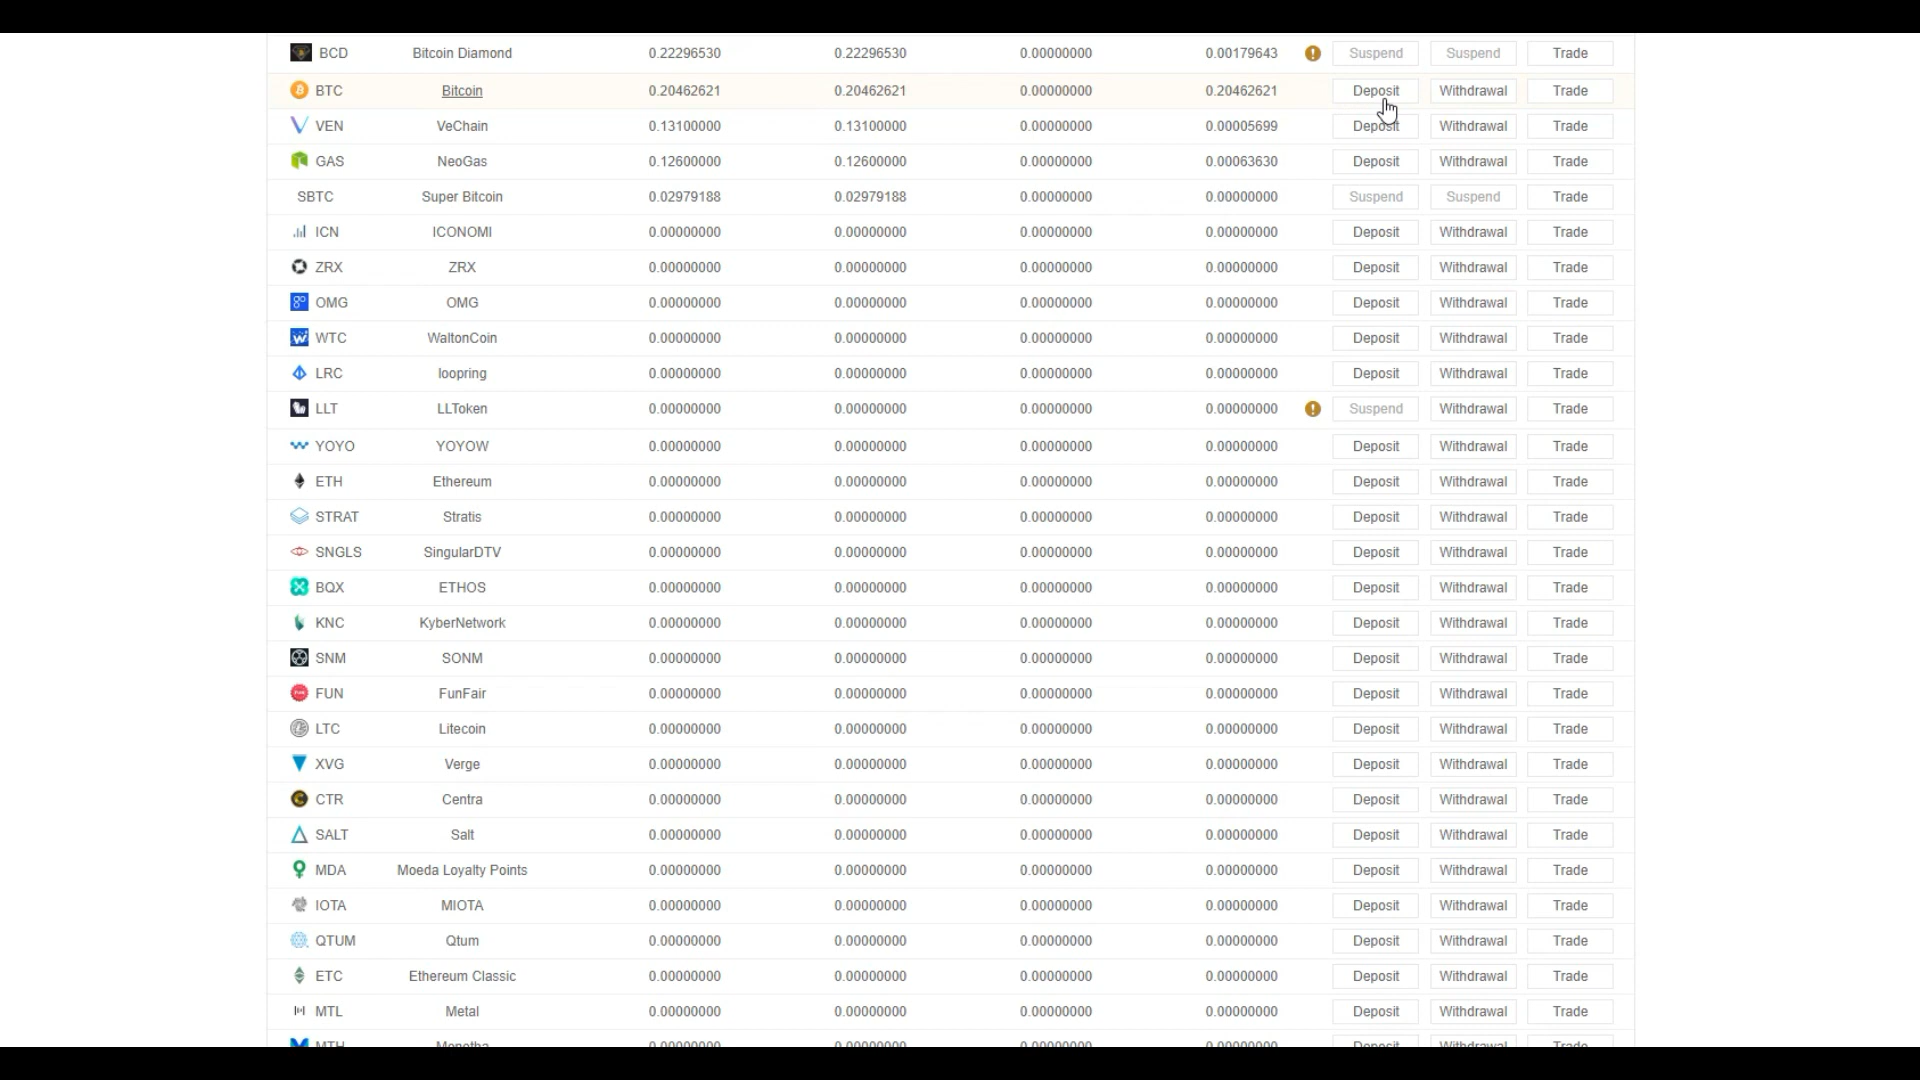 BCD Bitcoin Diamond 0.22296530 0.22296530 0.00000000 0.00179643 Suspend Suspend Trade
BTC Bitcoin 0.20462621 0.20462621 0.00000000 0.20462621 Deposit Withdrawal Trade
VEN VeChain 0.13100000 0.13100000 0.00000000 0.00005699 Deposit Withdrawal Trade
GAS NeoGas 0.12600000 0.12600000 0.00000000 0.00063630 Deposit Withdrawal Trade
SBTC Super Bitcoin 0.02979188 0.02979188 0.00000000 0.00000000 Suspend Suspend Trade
ICN ICONOMI 0.00000000 0.00000000 0.00000000 0.00000000 Deposit Withdrawal Trade
ZRX ZRX 0.00000000 0.00000000 0.00000000 0.00000000 Deposit Withdrawal Trade
OMG OMG 0.00000000 0.00000000 0.00000000 0.00000000 Deposit Withdrawal Trade
WTC WaltonCoin 0.00000000 0.00000000 0.00000000 0.00000000 Deposit Withdrawal Trade
LRC loopring 0.00000000 0.00000000 0.00000000 0.00000000 Deposit Withdrawal Trade
LLT LLToken 0.00000000 0.00000000 0.00000000 0.00000000 Suspend Withdrawal Trade
YOYO YOYOW 0.00000000 0.00000000 0.00000000 0.00000000 Deposit Withdrawal Trade
ETH Ethereum 0.00000000 0.00000000 0.00000000 0.00000000 Deposit Withdrawal Trade
STRAT Stratis 0.00000000 0.00000000 0.00000000 0.00000000 Deposit Withdrawal Trade
SNGLS SingularDTV 0.00000000 0.00000000 0.00000000 0.00000000 Deposit Withdrawal Trade
BQX ETHOS 0.00000000 0.00000000 0.00000000 0.00000000 Deposit Withdrawal Trade
KNC KyberNetwork 0.00000000 0.00000000 0.00000000 0.00000000 Deposit Withdrawal Trade
SNM SONM 0.00000000 0.00000000 0.00000000 0.00000000 Deposit Withdrawal Trade
FUN FunFair 0.00000000 0.00000000 0.00000000 0.00000000 Deposit Withdrawal Trade
LTC Litecoin 0.00000000 0.00000000 0.00000000 0.00000000 Deposit Withdrawal Trade
XVG Verge 0.00000000 0.00000000 0.00000000 0.00000000 Deposit Withdrawal Trade
CTR Centra 0.00000000 0.00000000 0.00000000 0.00000000 Deposit Withdrawal Trade
SALT Salt 0.00000000 0.00000000 0.00000000 0.00000000 Deposit Withdrawal Trade
MDA Moeda Loyalty Points 0.00000000 0.00000000 0.00000000 0.00000000 Deposit Withdrawal Trade
IOTA MIOTA 0.00000000 0.00000000 0.00000000 0.00000000 Deposit Withdrawal Trade
QTUM Qtum 0.00000000 0.00000000 0.00000000 0.00000000 Deposit Withdrawal Trade
ETC Ethereum Classic 0.00000000 0.00000000 0.00000000 0.00000000 Deposit Withdrawal Trade
MTL Metal 0.00000000 0.00000000 0.00000000 0.00000000 Deposit Withdrawal Trade